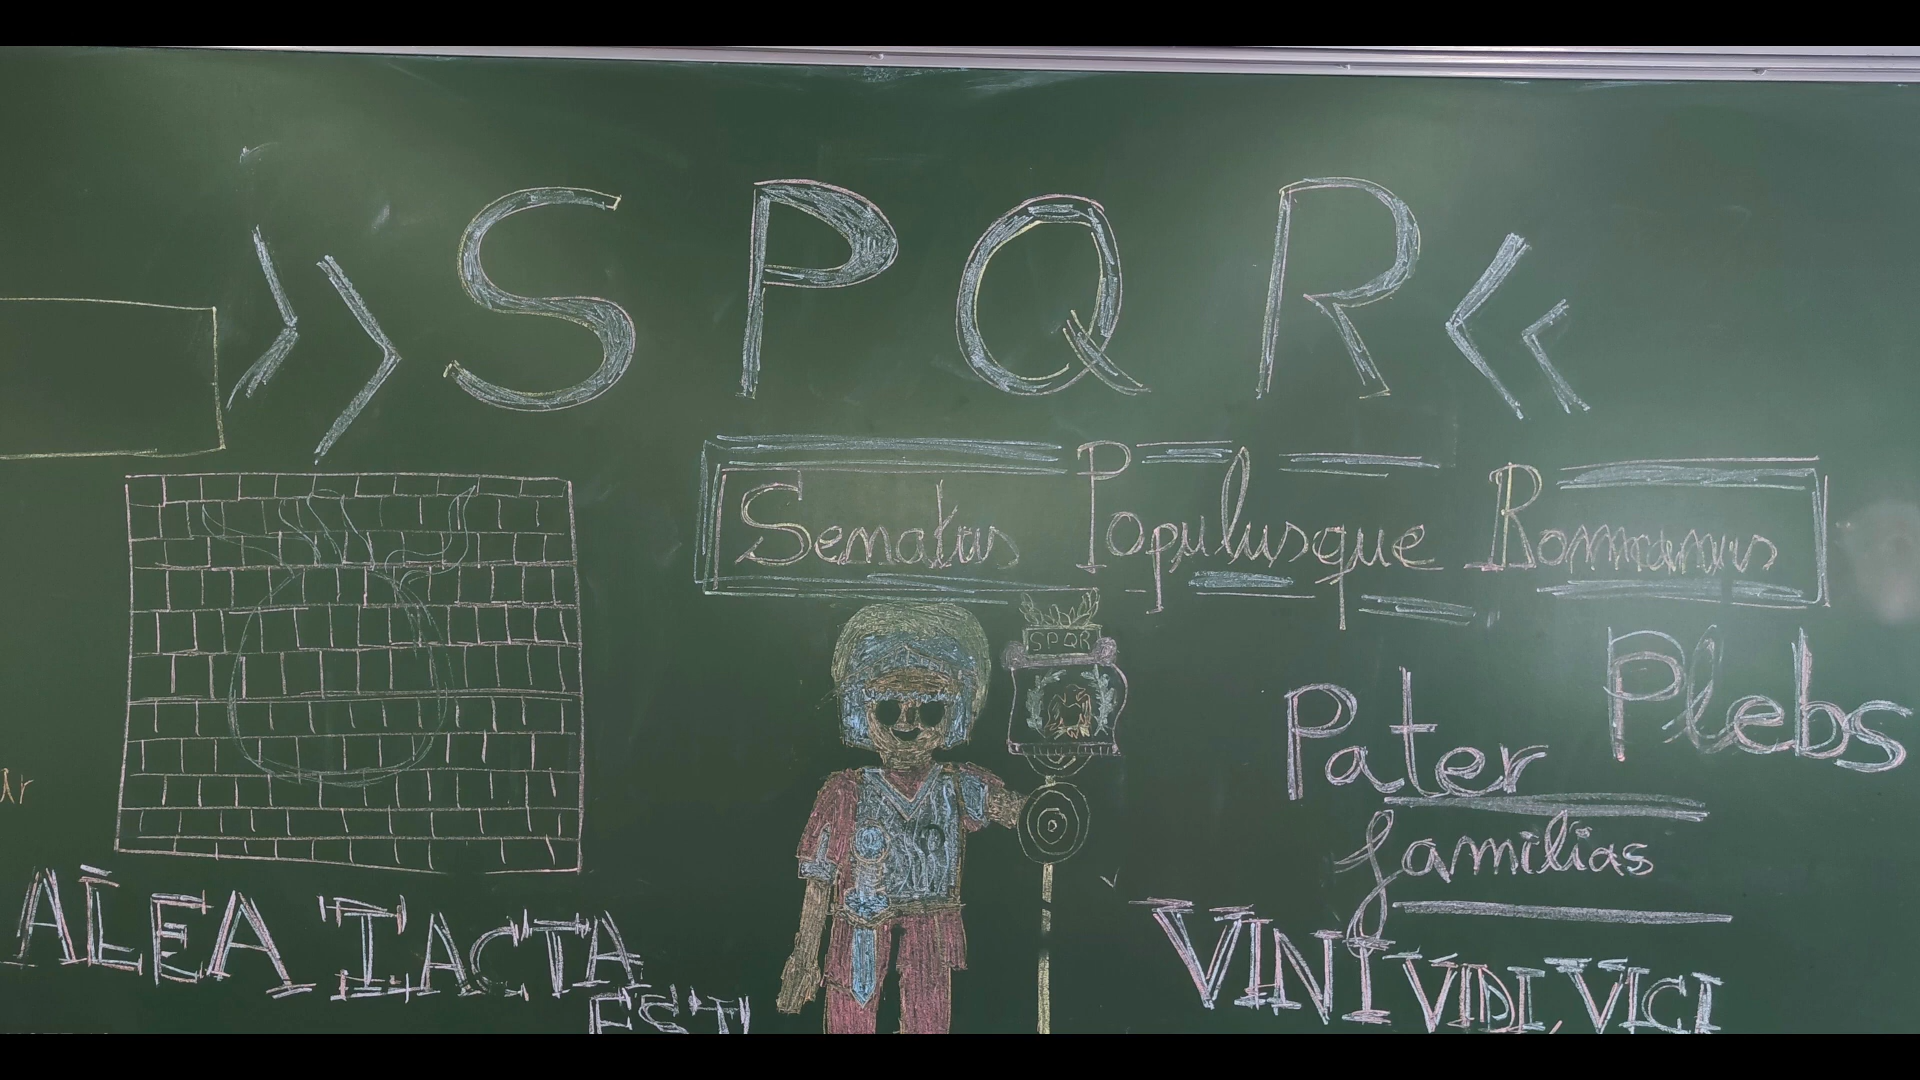 SPQR
Senatus Populusque Romanus
SPQR
Plebs
Pater
familias
ALEA IACTA
EST!
VINI VIDI, VICI